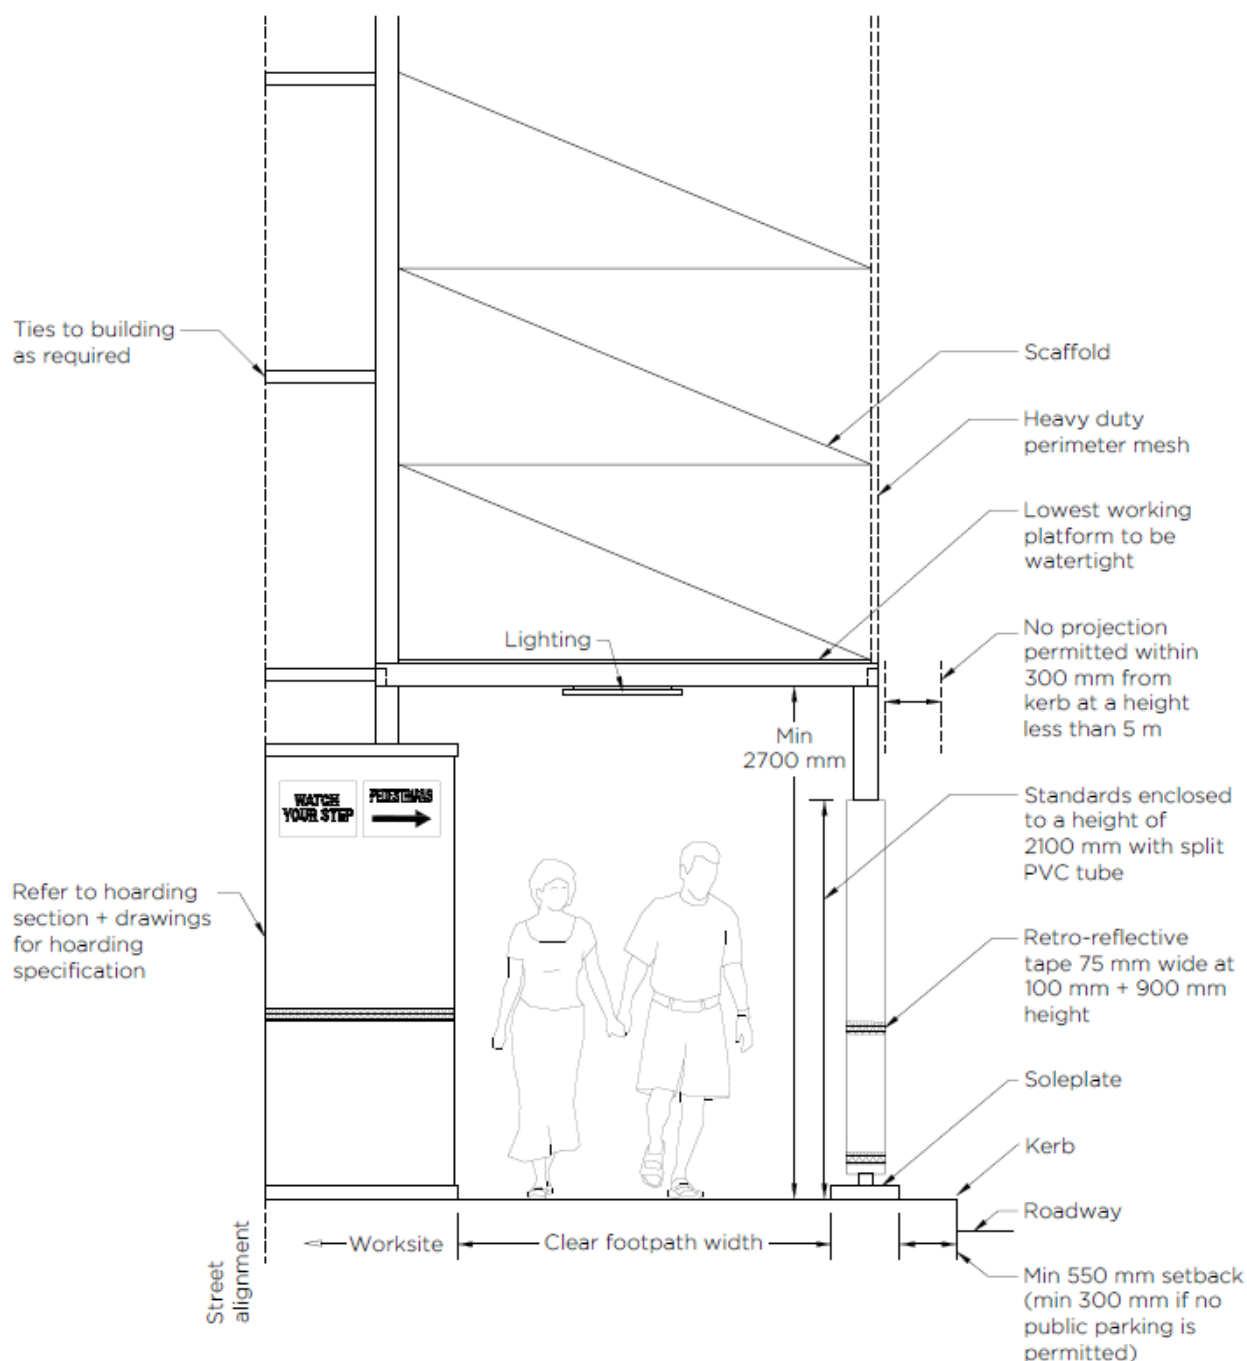 Ties to building
as required
Scaffold
Heavy duty
perimeter mesh
Lowest working
platform to be
watertight
Lighting
No projection
permitted within
300 mm from
kerb at a height
less than 5 m
Min
2700 mm
WATCH
YOUR STEP
PEDESTRIANS
Standards enclosed
to a height of
2100 mm with split
PVC tube
Refer to hoarding
section + drawings
for hoarding
specification
Retro-reflective
tape 75 mm wide at
100 mm + 900 mm
height
Soleplate
Kerb
Roadway
Worksite
Clear footpath width
Street
alignment
Min 550 mm setback
(min 300 mm if no
public parking is
permitted)